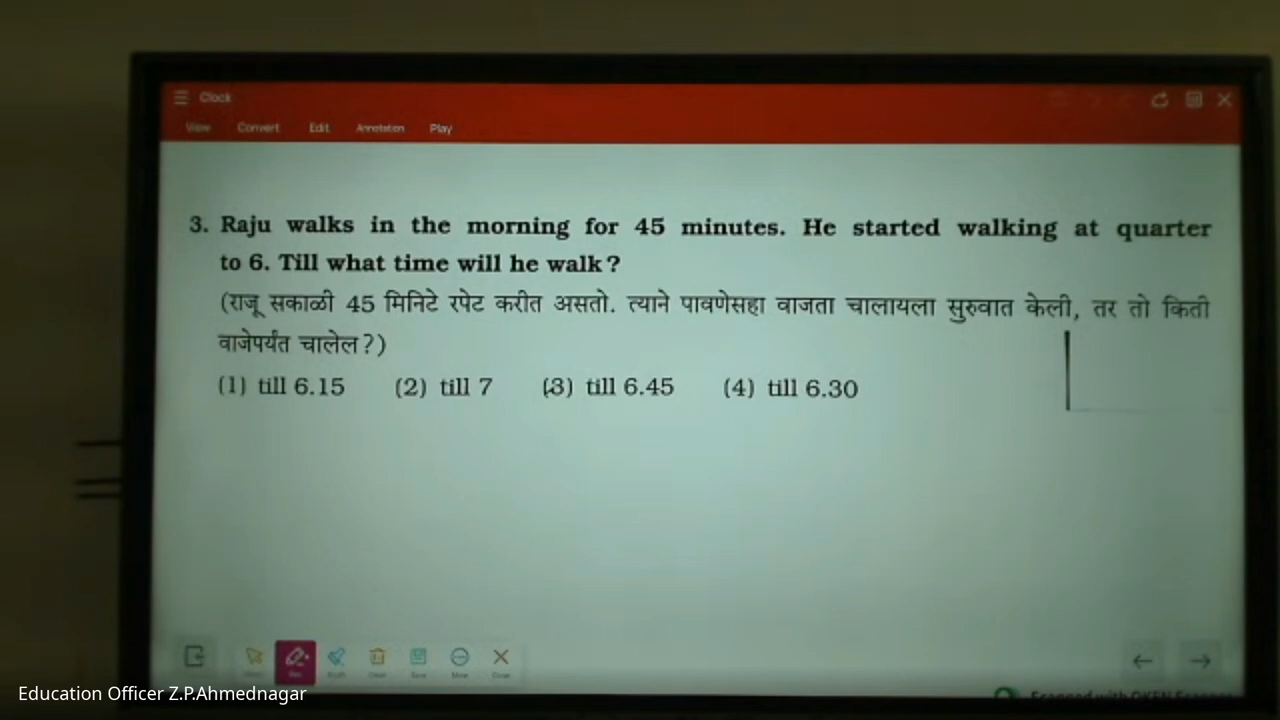 Clock
View Convert Edit Annotation Play
3. Raju walks in the morning for 45 minutes. He started walking at quarter
to 6. Till what time will he walk?
(राजू सकाळी 45 मिनिटे रपेट करीत असतो. त्याने पावणेसहा वाजता चालायला सुरुवात केली, तर तो किती
वाजेपर्यंत चालेल?)
(1) till 6.15 (2) till 7 (3) till 6.45 (4) till 6.30
Education Officer Z.P.Ahmednagar